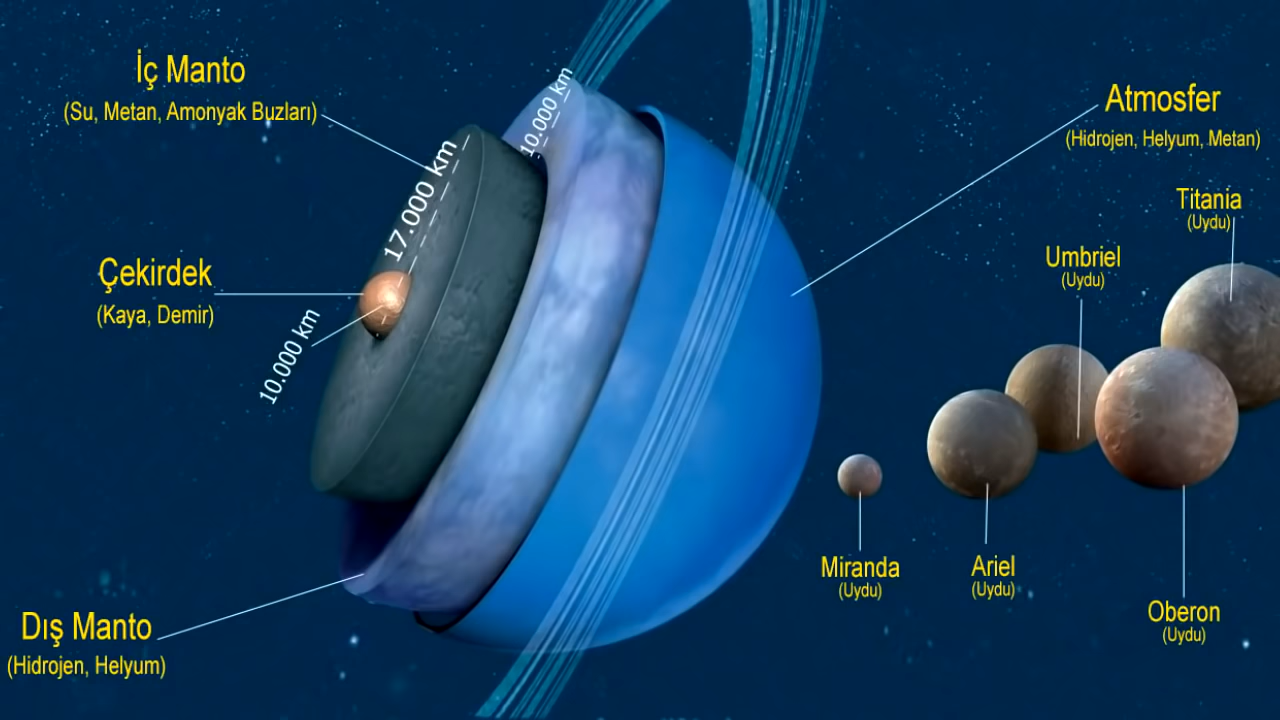 İç Manto
(Su, Metan, Amonyak Buzları)
17.000 km
10.000 km
Çekirdek
(Kaya, Demir)
10.000 km
Dış Manto
(Hidrojen, Helyum)
Atmosfer
(Hidrojen, Helyum, Metan)
Titania
(Uydu)
Umbriel
(Uydu)
Miranda
(Uydu)
Ariel
(Uydu)
Oberon
(Uydu)